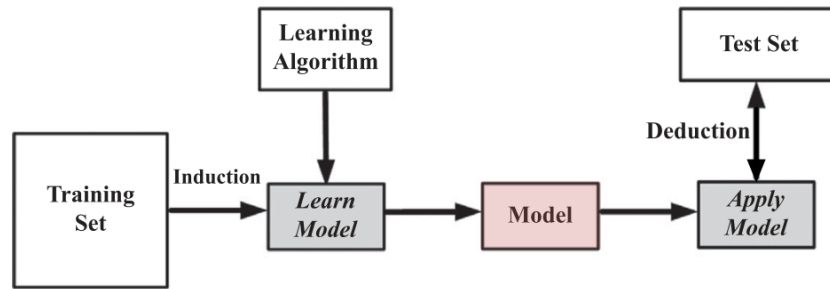 Learning
Algorithm
Test Set
Deduction
Induction
Training
Set
Learn
Model
Model
Apply
Model